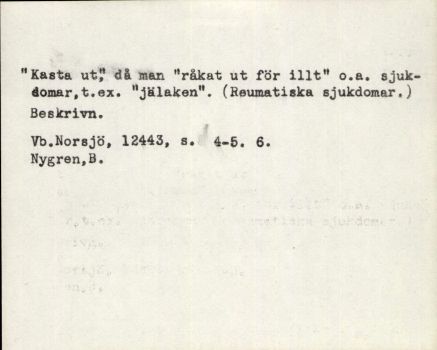 "Kasta ut", då man "råkat ut för illt" o.a. sjuk-
domar,t.ex. "jälaken". (Reumatiska sjukdomar.)
Beskrivn.
Vb.Norsjö, 12443, s. 4-5. 6.
Nygren,B.